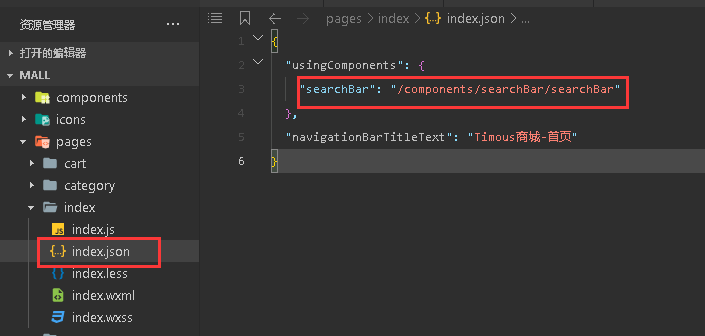 资源管理器 ...
打开的编辑器
MALL
components
icons
pages
cart
category
index
index.js
index.json
index.less
index.wxml
index.wxss
pages > index > {..} index.json > ...
1 {
2 "usingComponents": {
3 "searchBar": "/components/searchBar/searchBar"
4 },
5 "navigationBarTitleText": "Timous商城-首页"
6 }